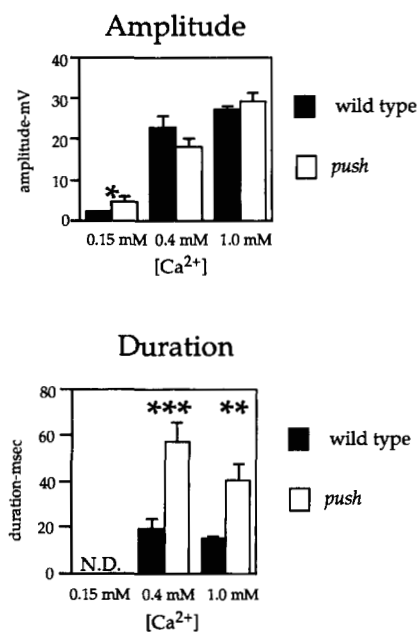 Amplitude
amplitude-mV
40
30
20
10
0
*
0.15 mM 0.4 mM 1.0 mM
[Ca²⁺]
wild type
push
Duration
duration-msec
80
60
40
20
0
*** **
N.D.
0.15 mM 0.4 mM 1.0 mM
[Ca²⁺]
wild type
push